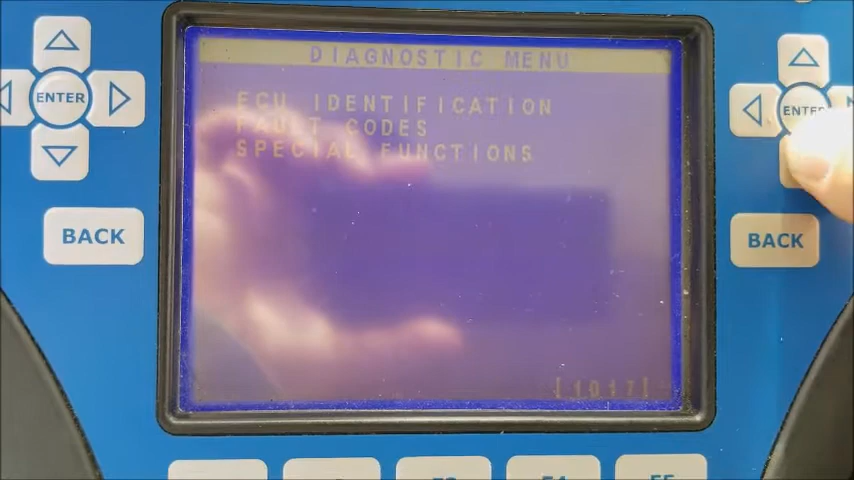 DIAGNOSTIC MENU
ECU IDENTIFICATION
FAULT CODES
SPECIAL FUNCTIONS
[1017]
ENTER
BACK
ENTER
BACK